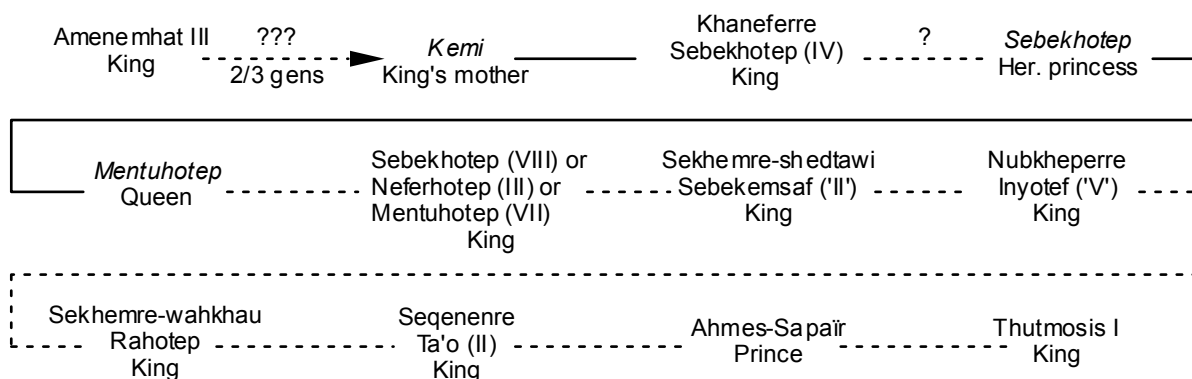 Amenemhat III
King
???
2/3 gens
Kemi
King's mother
Khaneferre
Sebekhotep (IV)
King
?
Sebekhotep
Her. princess
Mentuhotep
Queen
Sebekhotep (VIII) or
Neferhotep (III) or
Mentuhotep (VII)
King
Sekhemre-shedtawi
Sebekemsaf ('II')
King
Nubkheperre
Inyotef ('V')
King
Sekhemre-wahkhau
Rahotep
King
Seqenenre
Ta'o (II)
King
Ahmes-Sapaïr
Prince
Thutmosis I
King